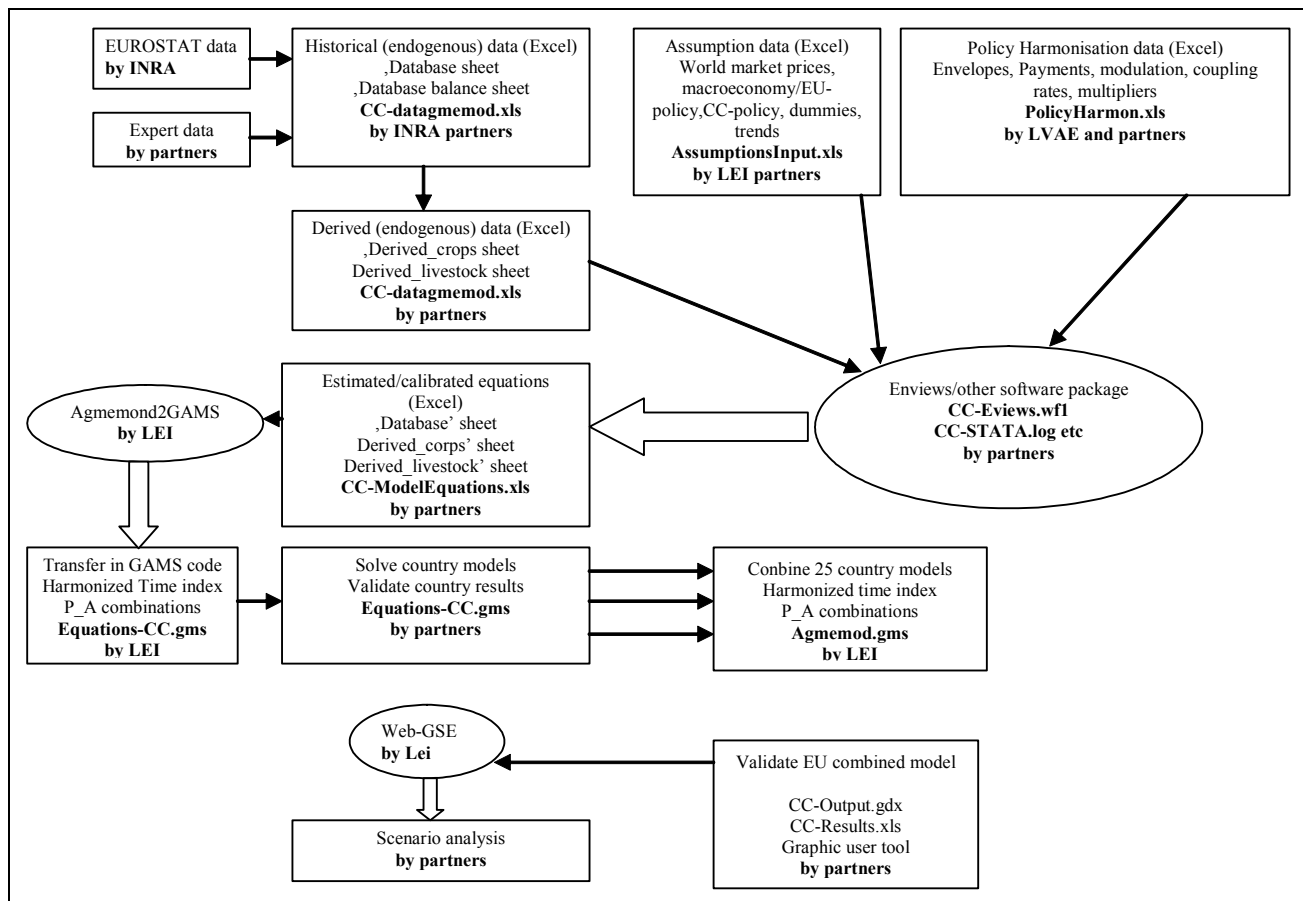 EUROSTAT data
by INRA
Expert data
by partners
Historical (endogenous) data (Excel)
,Database sheet
,Database balance sheet
CC-datagmemod.xls
by INRA partners
Assumption data (Excel)
World market prices,
macroeconomy/EU-
policy,CC-policy, dummies,
trends
AssumptionsInput.xls
by LEI partners
Policy Harmonisation data (Excel)
Envelopes, Payments, modulation, coupling
rates, multipliers
PolicyHarmon.xls
by LVAE and partners
Derived (endogenous) data (Excel)
,Derived_crops sheet
Derived_livestock sheet
CC-datagmemod.xls
by partners
Enviews/other software package
CC-Eviews.wf1
CC-STATA.log etc
by partners
Estimated/calibrated equations
(Excel)
,Database’ sheet
Derived_corps’ sheet
Derived_livestock’ sheet
CC-ModelEquations.xls
by partners
Agmemond2GAMS
by LEI
Transfer in GAMS code
Harmonized Time index
P_A combinations
Equations-CC.gms
by LEI
Solve country models
Validate country results
Equations-CC.gms
by partners
Conbine 25 country models
Harmonized time index
P_A combinations
Agmemod.gms
by LEI
Web-GSE
by Lei
Validate EU combined model
CC-Output.gdx
CC-Results.xls
Graphic user tool
by partners
Scenario analysis
by partners